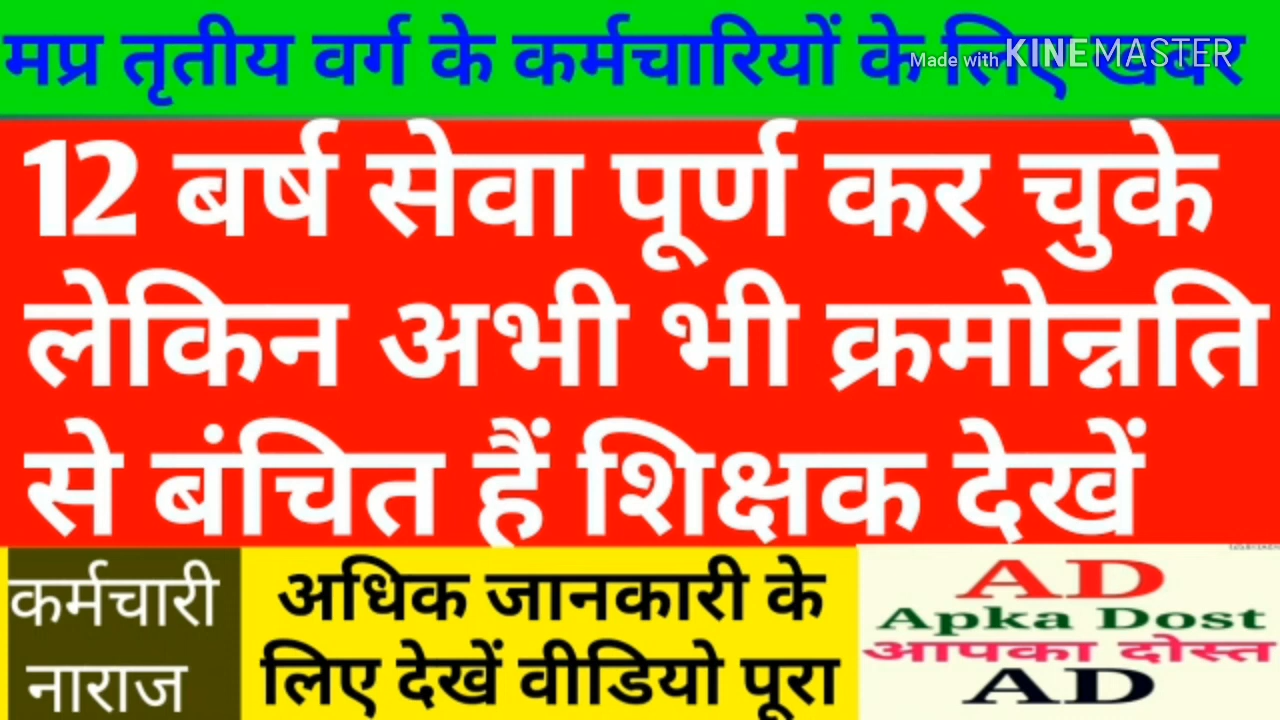 मप्र तृतीय वर्ग के कर्मचारियों के लिए खबर
Made with KINEMASTER
12 बर्ष सेवा पूर्ण कर चुके
लेकिन अभी भी क्रमोन्नति
से बंचित हैं शिक्षक देखें
कर्मचारी
नाराज
अधिक जानकारी के
लिए देखें वीडियो पूरा
AD
Apka Dost
आपका दोस्त
AD